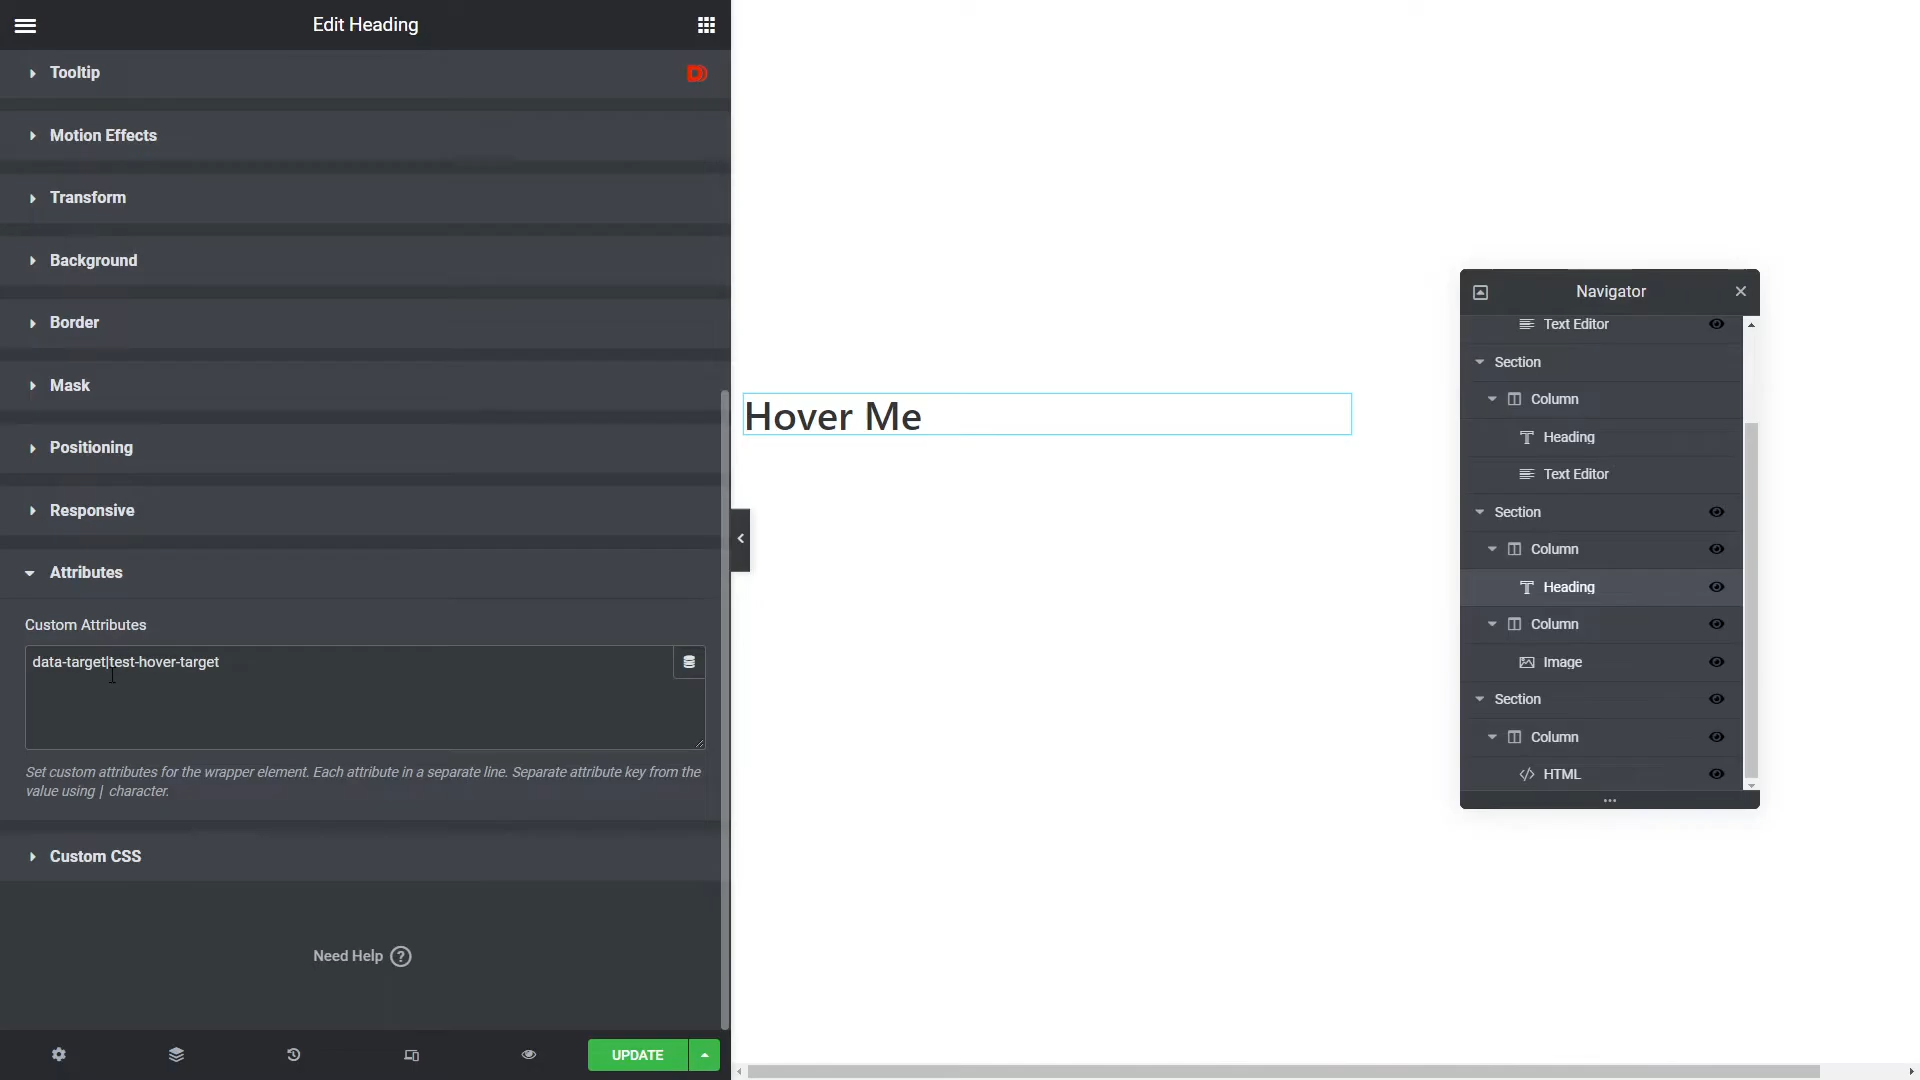 Edit Heading
Tooltip
Motion Effects
Transform
Background
Border
Mask
Positioning
Responsive
Attributes
Custom Attributes
data-target|test-hover-target
Set custom attributes for the wrapper element. Each attribute in a separate line. Separate attribute key from the
value using | character.
Custom CSS
Need Help ?
UPDATE
Hover Me
Navigator
Text Editor
Section
Column
Heading
Text Editor
Section
Column
Heading
Column
Image
Section
Column
HTML